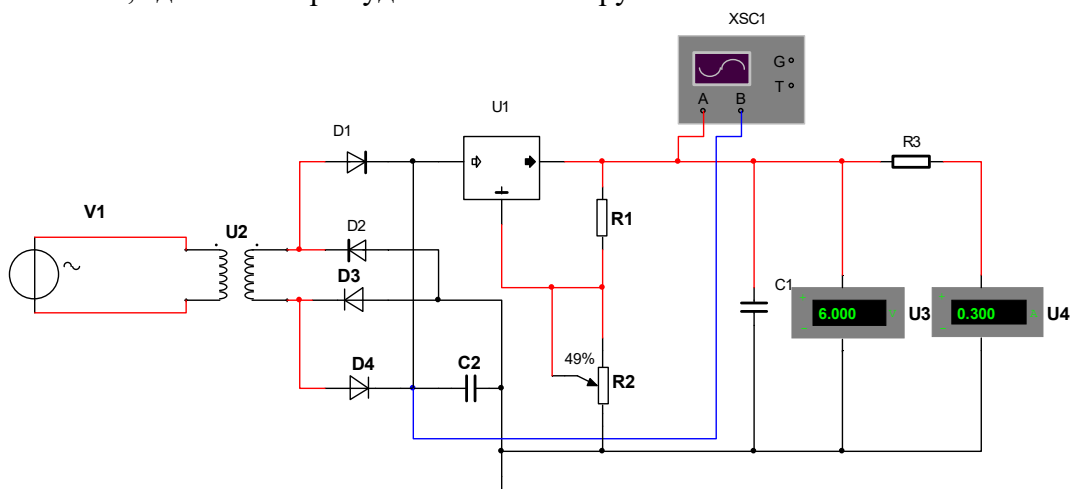 XSC1
G
T
A B
U1
D1
R3
V1
U2
D2
R1
D3
C1
6.000 V U3
0.300 A U4
49%
D4
C2
R2